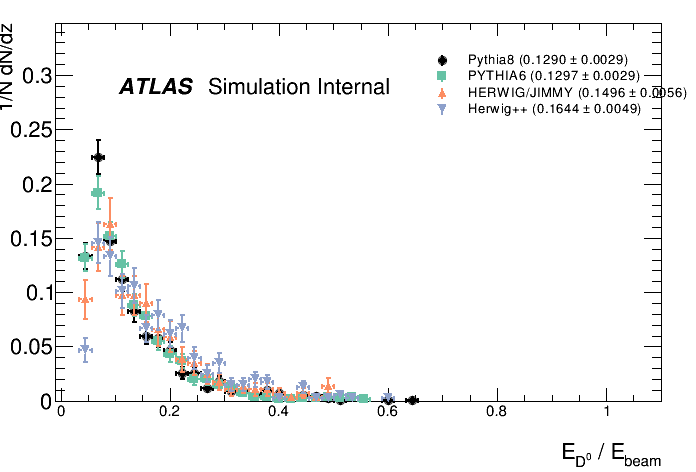 1/N dN/dz
ATLAS Simulation Internal
Pythia8 (0.1290 ± 0.0029)
PYTHIA6 (0.1297 ± 0.0029)
HERWIG/JIMMY (0.1496 ± 0.0056)
Herwig++ (0.1644 ± 0.0049)
0.3
0.25
0.2
0.15
0.1
0.05
0
0 0.2 0.4 0.6 0.8 1
E_D⁰ / E_beam